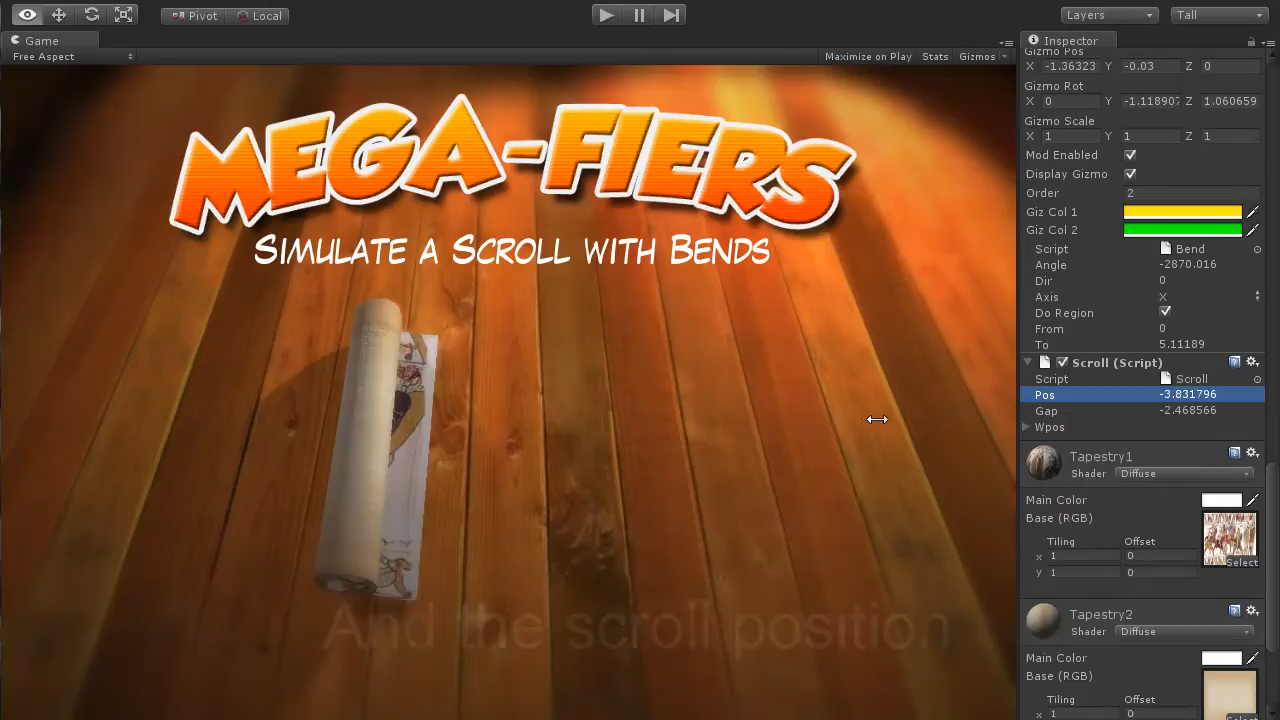 Pivot Local
Layers Tall
Game
Inspector
Free Aspect
Maximize on Play Stats Gizmos
Gizmo Pos
X -1.36323 Y -0.03 Z 0
Gizmo Rot
X 0 Y -1.118907 Z 1.060659
Gizmo Scale
X 1 Y 1 Z 1
Mod Enabled
Display Gizmo
Order 2
Giz Col 1
Giz Col 2
Script Bend
Angle -2870.016
Dir 0
Axis X
Do Region
From 0
To 5.11189
Scroll (Script)
Script Scroll
Pos -3.831796
Gap -2.468566
Wpos
Tapestry1
Shader Diffuse
Main Color
Base (RGB)
Tiling Offset
x 1 0
y 1 0
Select
Tapestry2
Shader Diffuse
Main Color
Base (RGB)
Tiling Offset
x 1 0
MEGA-FIERS
SIMULATE A SCROLL WITH BENDS
And the scroll position